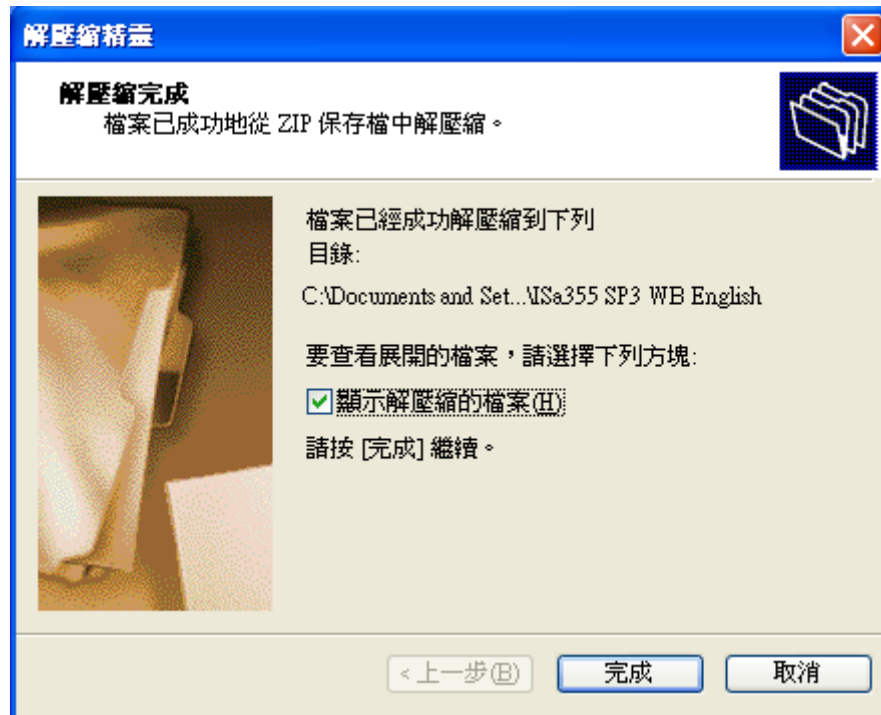 解壓縮精靈
解壓縮完成
檔案已成功地從 ZIP 保存檔中解壓縮。
檔案已經成功解壓縮到下列
目錄:
C:\Documents and Set...\ISa355 SP3 WB English
要查看展開的檔案，請選擇下列方塊:
顯示解壓縮的檔案(H)
請按 [完成] 繼續。
<上一步(B)
完成
取消